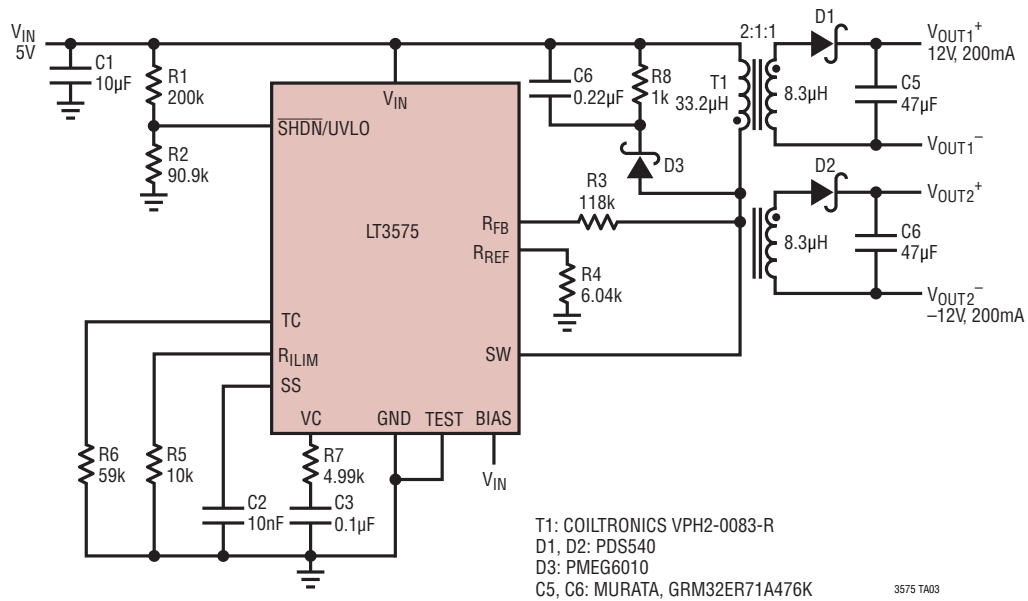 VIN
5V
C1
10µF
R1
200k
R2
90.9k
VIN
SHDN/UVLO
LT3575
RFB
RREF
TC
RILIM
SS
SW
VC
GND
TEST
BIAS
VIN
R6
59k
R5
10k
C2
10nF
R7
4.99k
C3
0.1µF
C6
0.22µF
R8
1k
D3
R3
118k
R4
6.04k
2:1:1
T1
33.2µH
8.3µH
D1
C5
47µF
VOUT1+
12V, 200mA
VOUT1–
8.3µH
D2
C6
47µF
VOUT2+
VOUT2–
–12V, 200mA
T1: COILTRONICS VPH2-0083-R
D1, D2: PDS540
D3: PMEG6010
C5, C6: MURATA, GRM32ER71A476K
3575 TA03